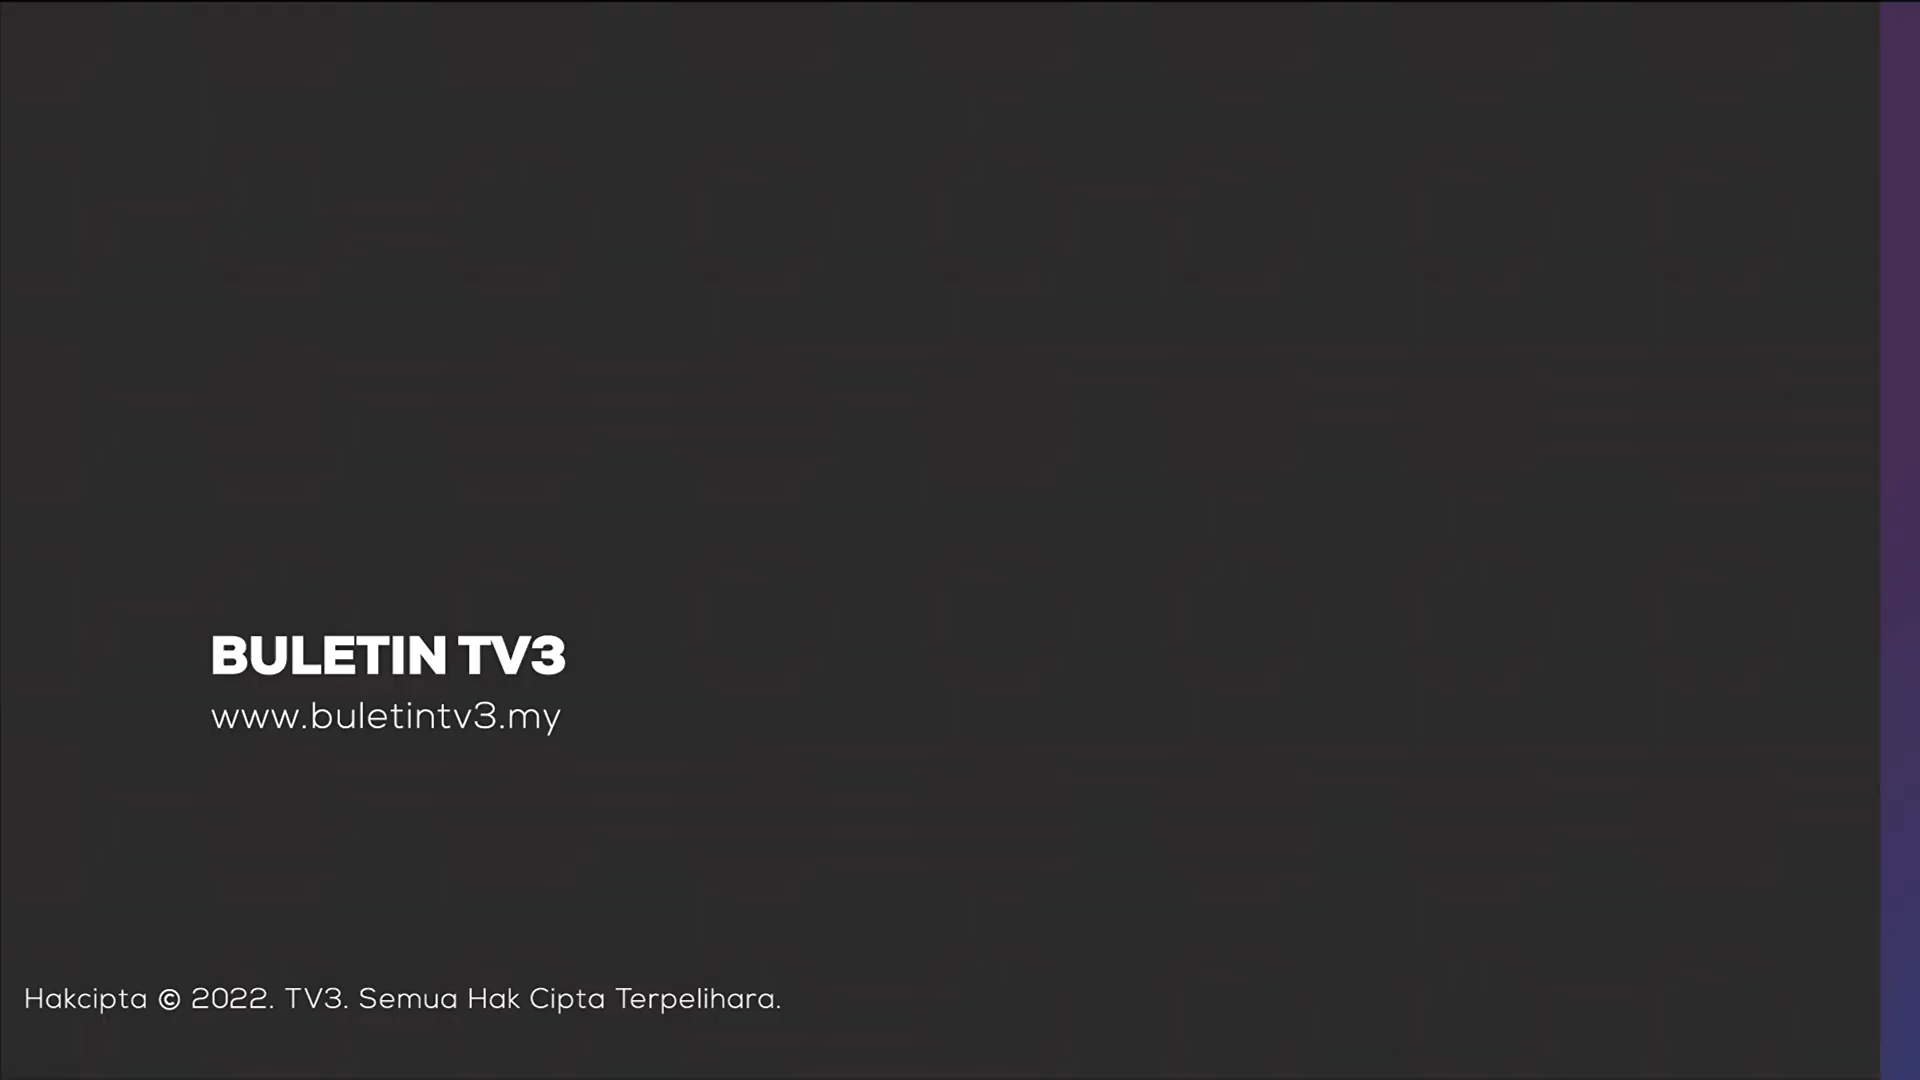 BULETIN TV3
www.buletintv3.my
Hakcipta © 2022. TV3. Semua Hak Cipta Terpelihara.